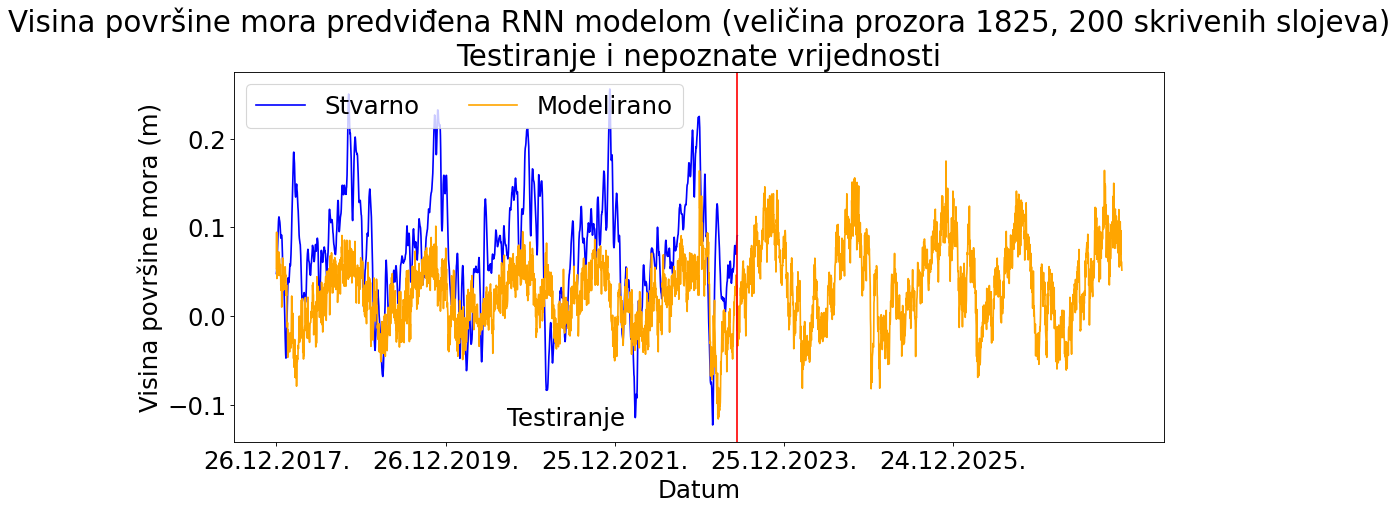 Visina površine mora predviđena RNN modelom (veličina prozora 1825, 200 skrivenih slojeva)
Testiranje i nepoznate vrijednosti
Stvarno Modelirano
Visina površine mora (m)
0.2
0.1
0.0
−0.1
Testiranje
26.12.2017. 26.12.2019. 25.12.2021. 25.12.2023. 24.12.2025.
Datum